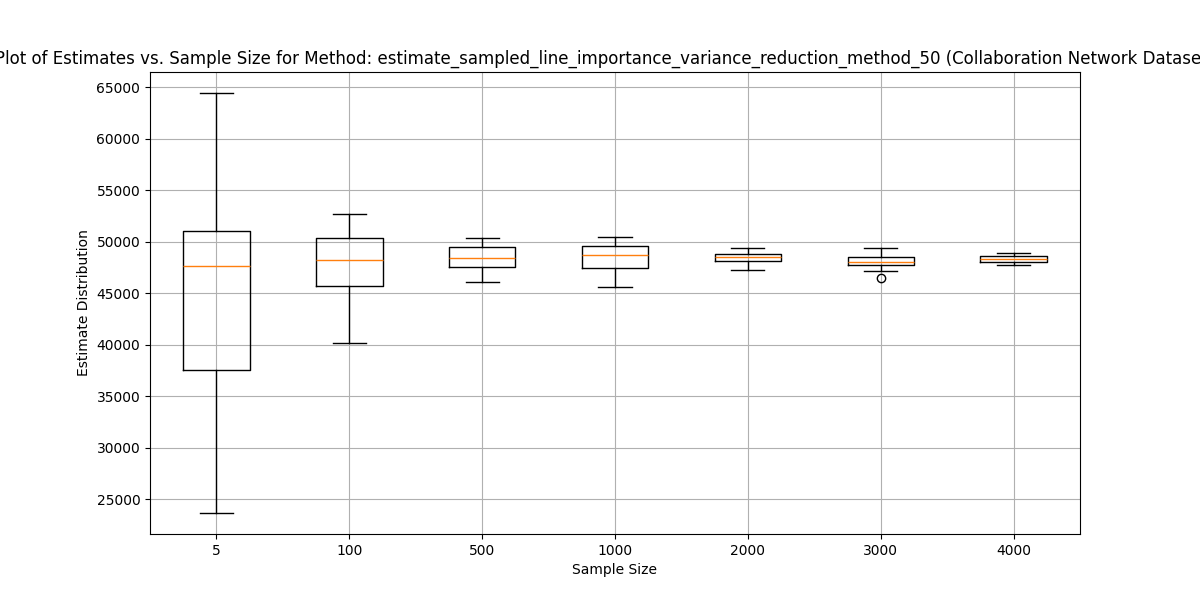 Plot of Estimates vs. Sample Size for Method: estimate_sampled_line_importance_variance_reduction_method_50 (Collaboration Network Datase
65000
60000
55000
50000
45000
40000
35000
30000
25000
Estimate Distribution
5 100 500 1000 2000 3000 4000
Sample Size